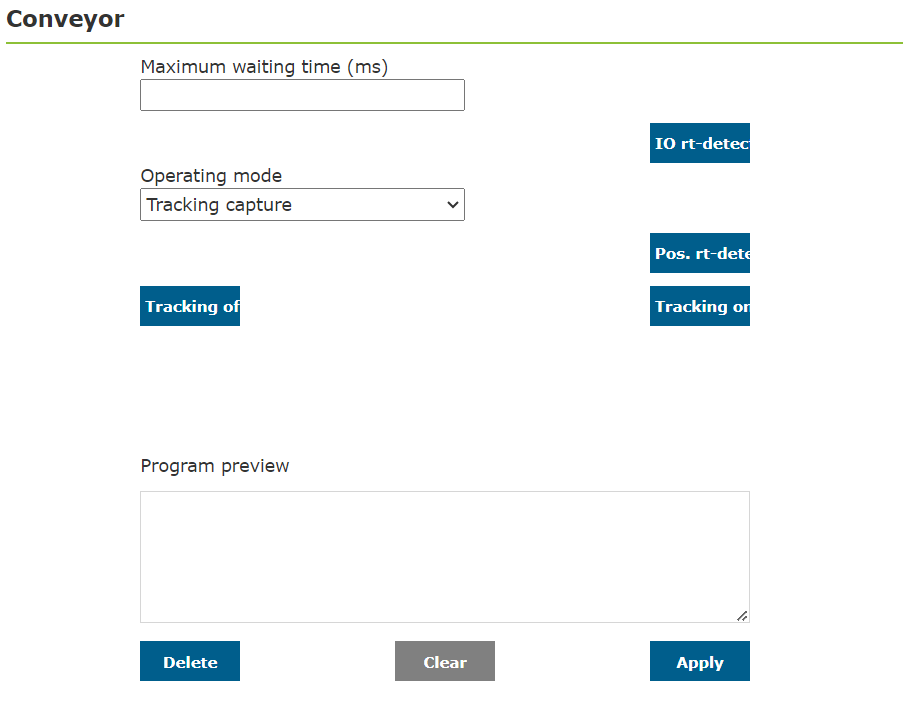 Conveyor
Maximum waiting time (ms)
IO rt-detec
Operating mode
Tracking capture
Pos. rt-dete
Tracking of
Tracking on
Program preview
Delete
Clear
Apply